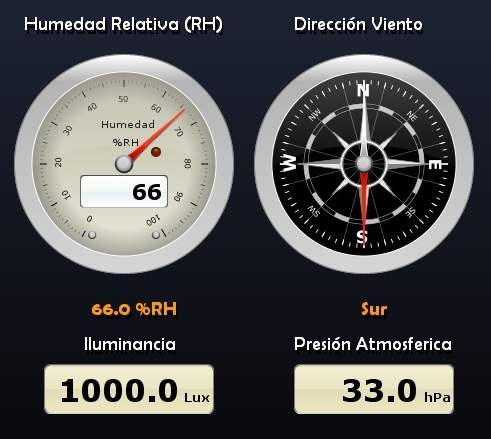 Humedad Relativa (RH)
Dirección Viento
0
10
20
30
40
50
60
70
80
90
100
Humedad
%RH
66
N
NE
E
SE
S
SW
W
NW
66.0 %RH
Sur
Iluminancia
Presión Atmosferica
1000.0 Lux
33.0 hPa